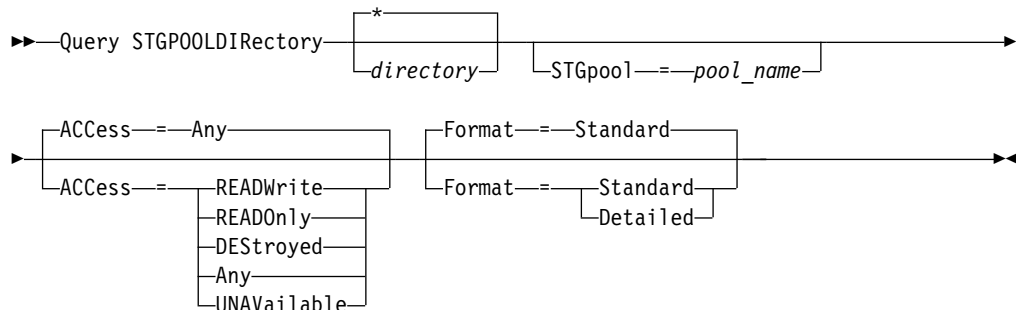 *
Query STGPOOLDIRectory
directory
STGpool = pool_name
ACCess = Any
Format = Standard
ACCess = READWrite
Format = Standard
READOnly
Detailed
DEStroyed
Any
UNAVailable